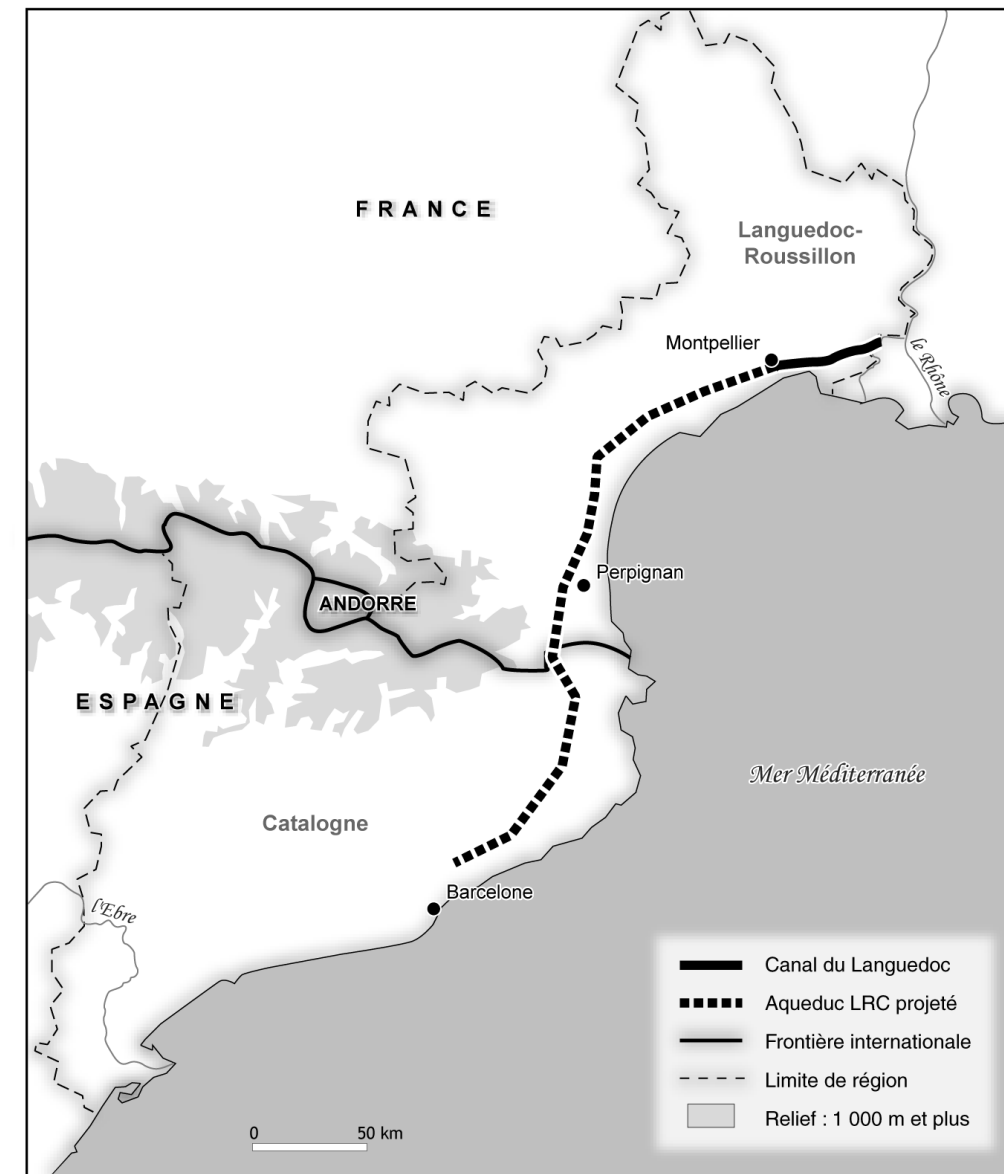 FRANCE
Languedoc-
Roussillon
Montpellier
le Rhône
Perpignan
ANDORRE
ESPAGNE
Mer Méditerranée
Catalogne
Barcelone
l'Ebre
Canal du Languedoc
Aqueduc LRC projeté
Frontière internationale
Limite de région
Relief : 1 000 m et plus
0 50 km